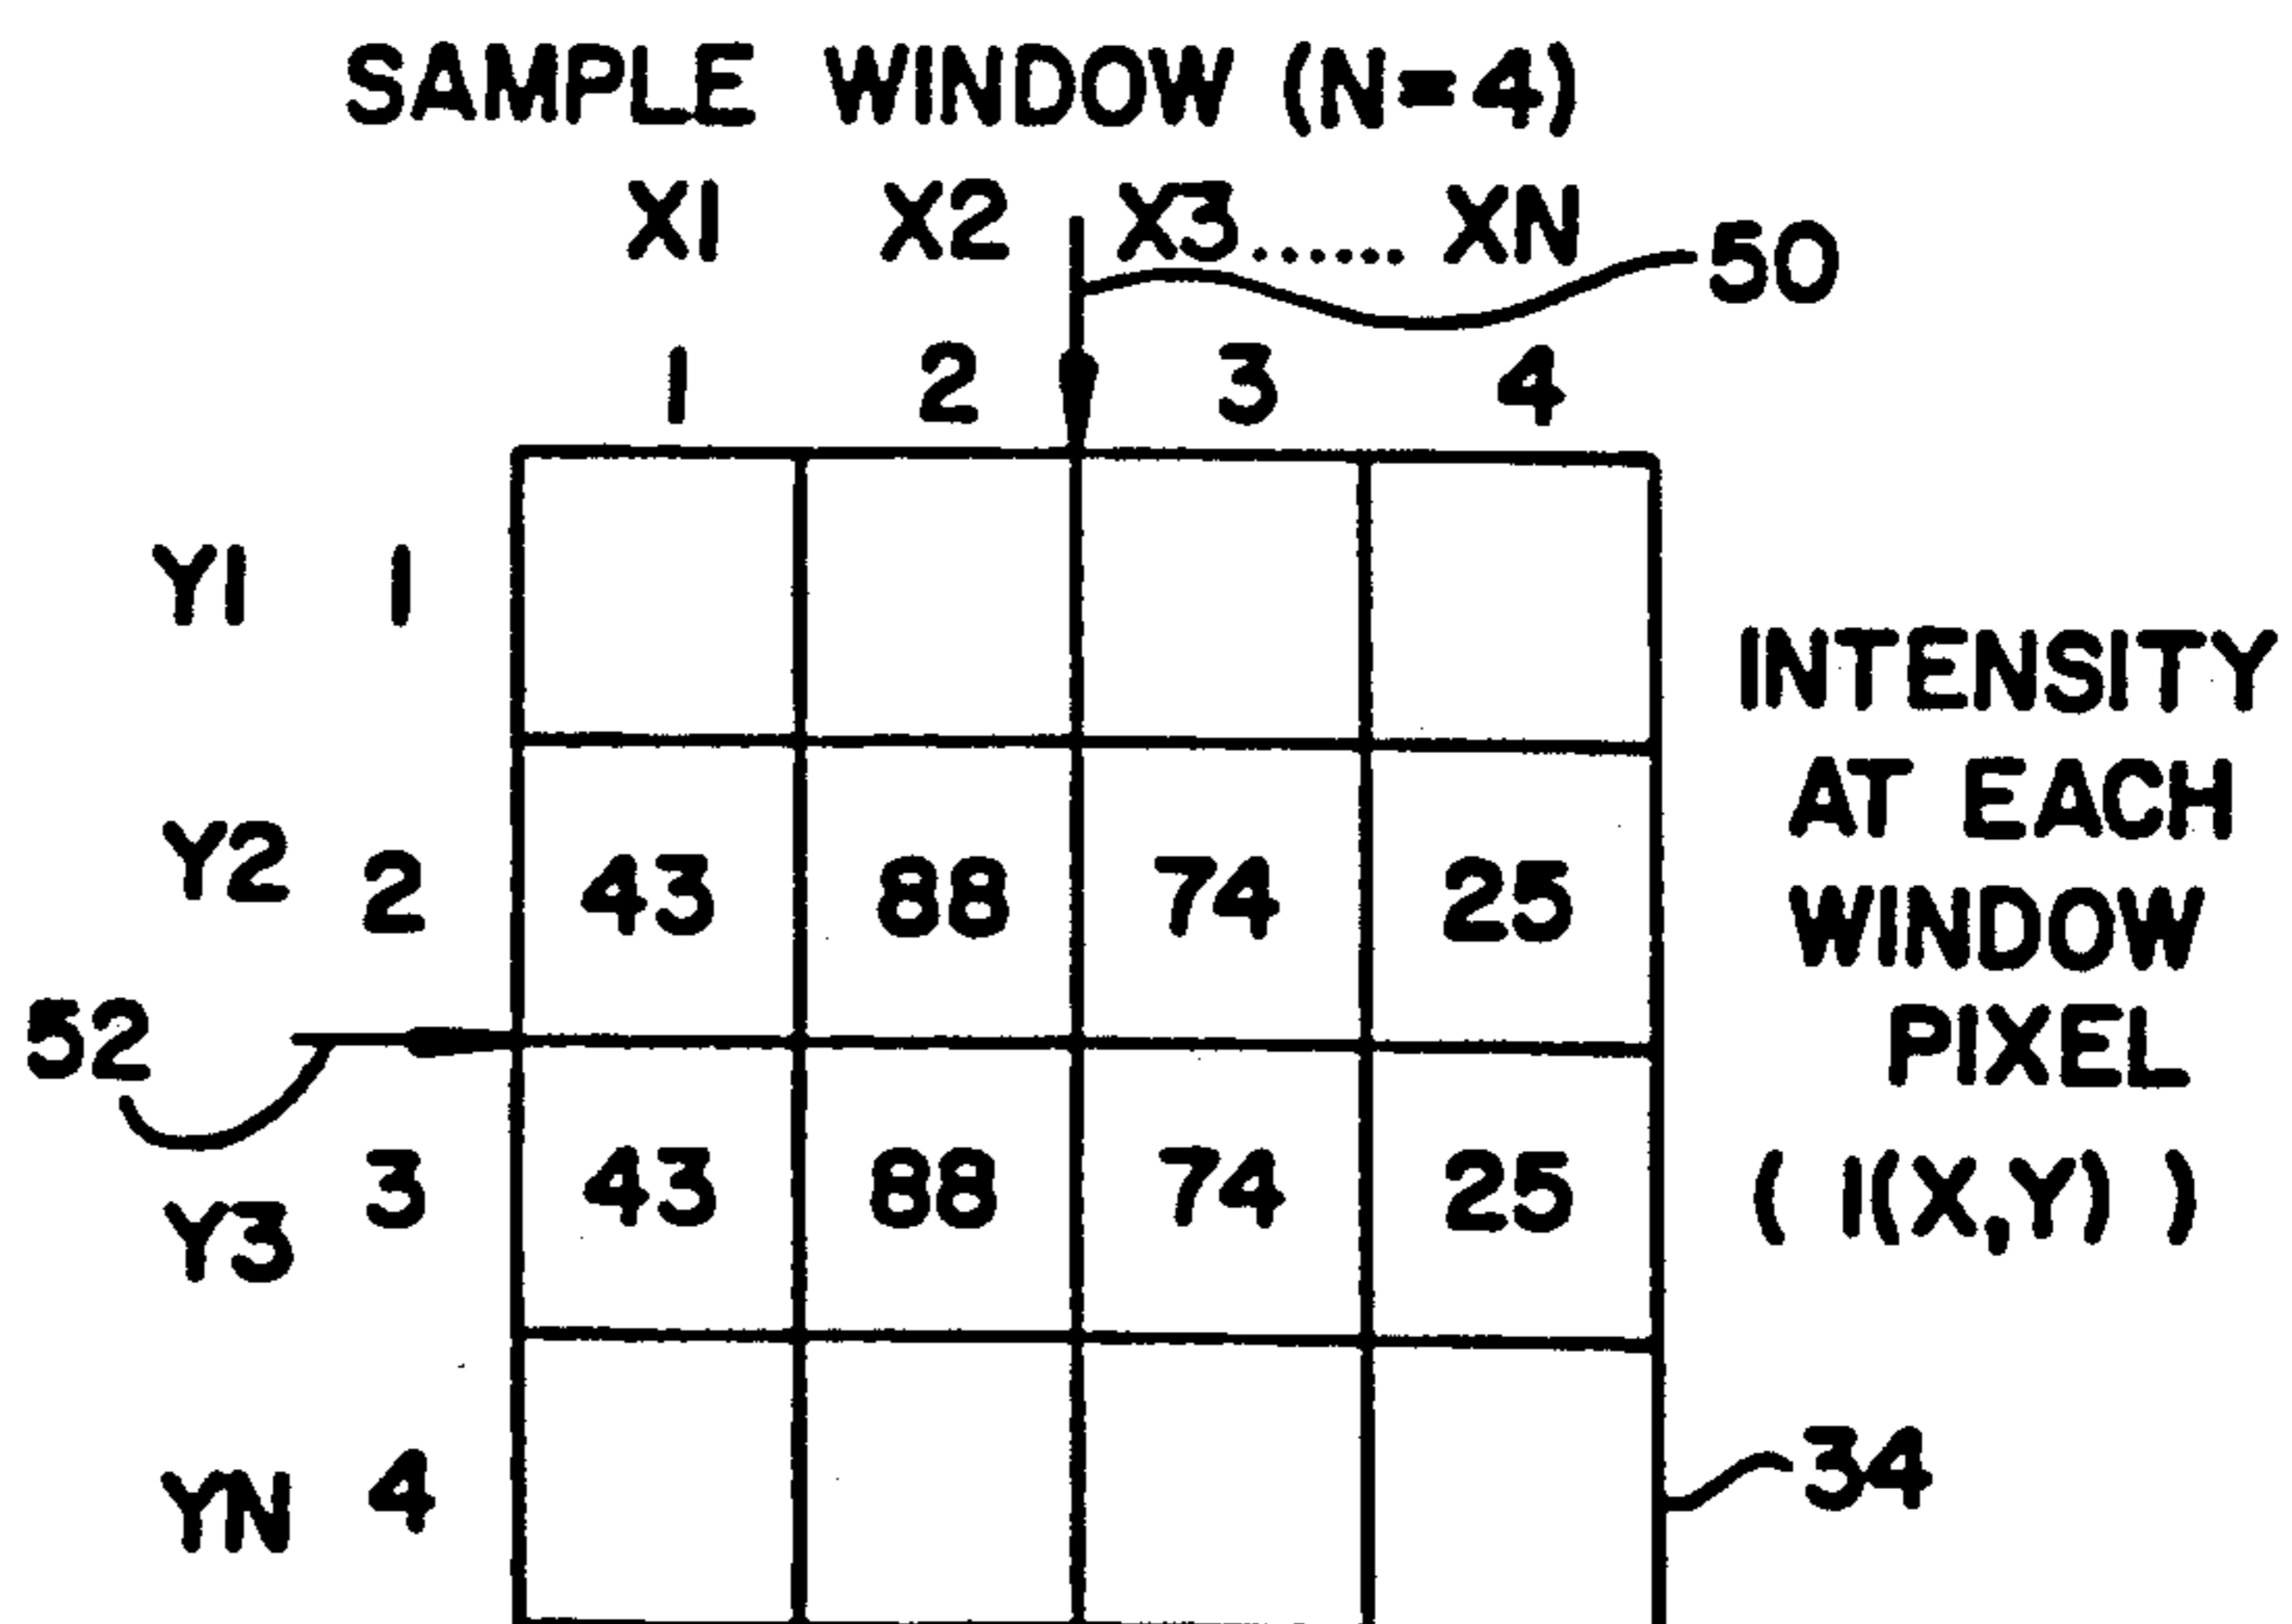 SAMPLE WINDOW (N=4)
X1 X2 X3...... XN
50
1 2 3 4
Y1 1
INTENSITY
AT EACH
WINDOW
PIXEL
( I(X,Y) )
Y2 2 43 88 74 25
52
3 43 88 74 25
Y3
YN 4
34